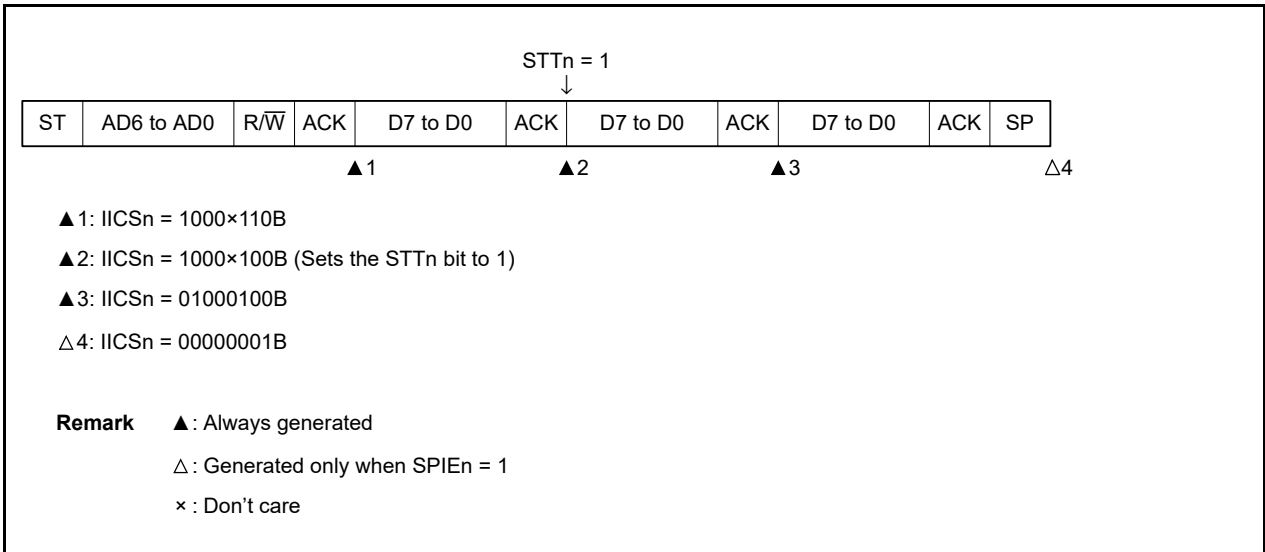 STTn = 1
↓
ST AD6 to AD0 R/W̅ ACK D7 to D0 ACK D7 to D0 ACK D7 to D0 ACK SP
▲1 ▲2 ▲3 △4
▲1: IICSn = 1000×110B
▲2: IICSn = 1000×100B (Sets the STTn bit to 1)
▲3: IICSn = 01000100B
△4: IICSn = 00000001B
Remark ▲: Always generated
△: Generated only when SPIEn = 1
×: Don’t care